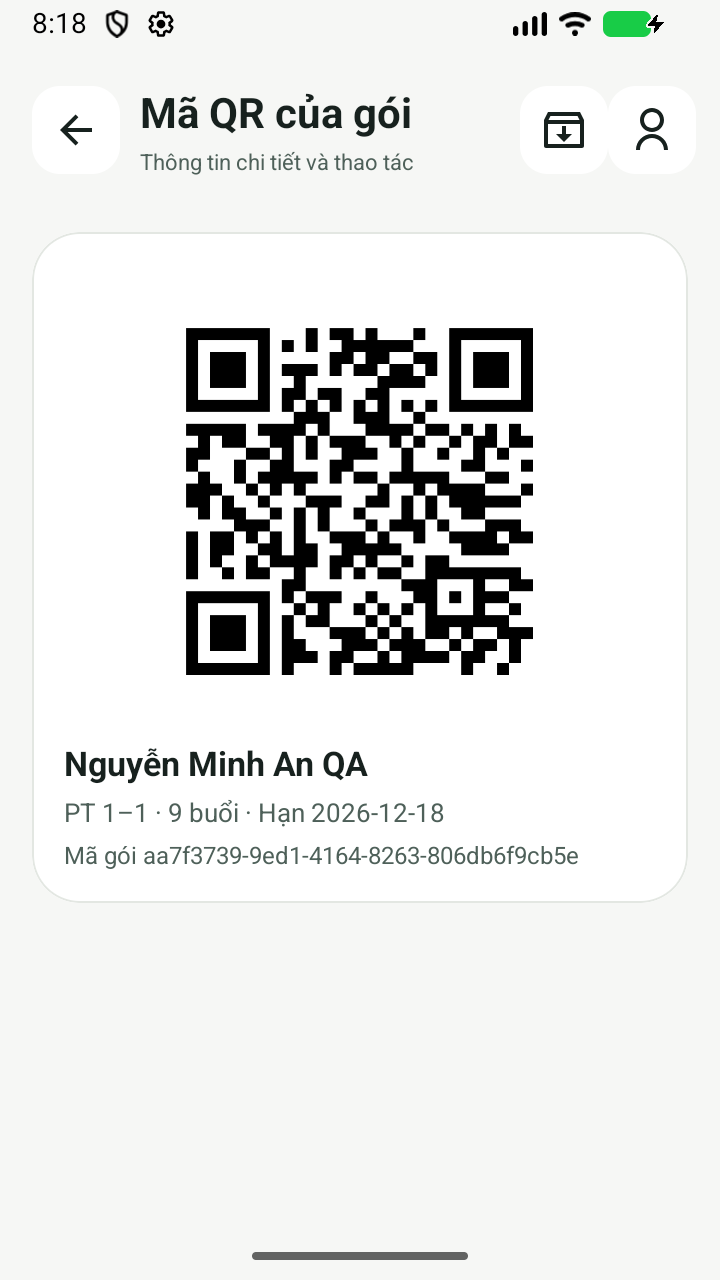 8:18
Mã QR của gói
Thông tin chi tiết và thao tác
Nguyễn Minh An QA
PT 1–1 · 9 buổi · Hạn 2026-12-18
Mã gói aa7f3739-9ed1-4164-8263-806db6f9cb5e